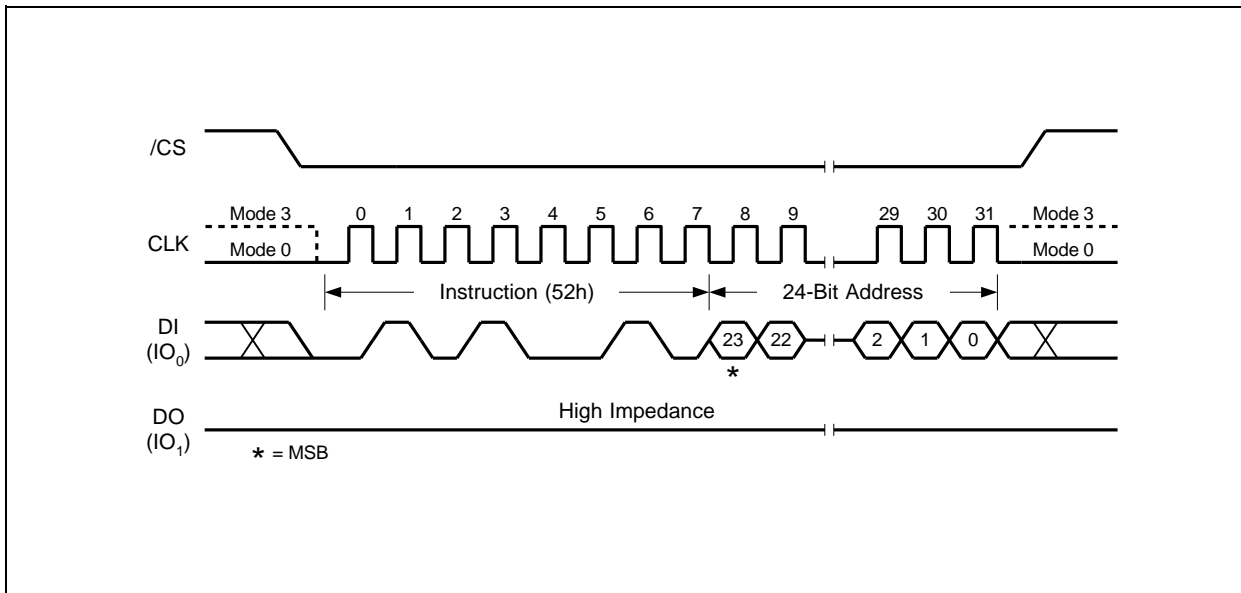 /CS
Mode 3 0 1 2 3 4 5 6 7 8 9 29 30 31 Mode 3
CLK
Mode 0 Mode 0
Instruction (52h) 24-Bit Address
DI
(IO0)
23 22 2 1 0
*
High Impedance
DO
(IO1)
* = MSB